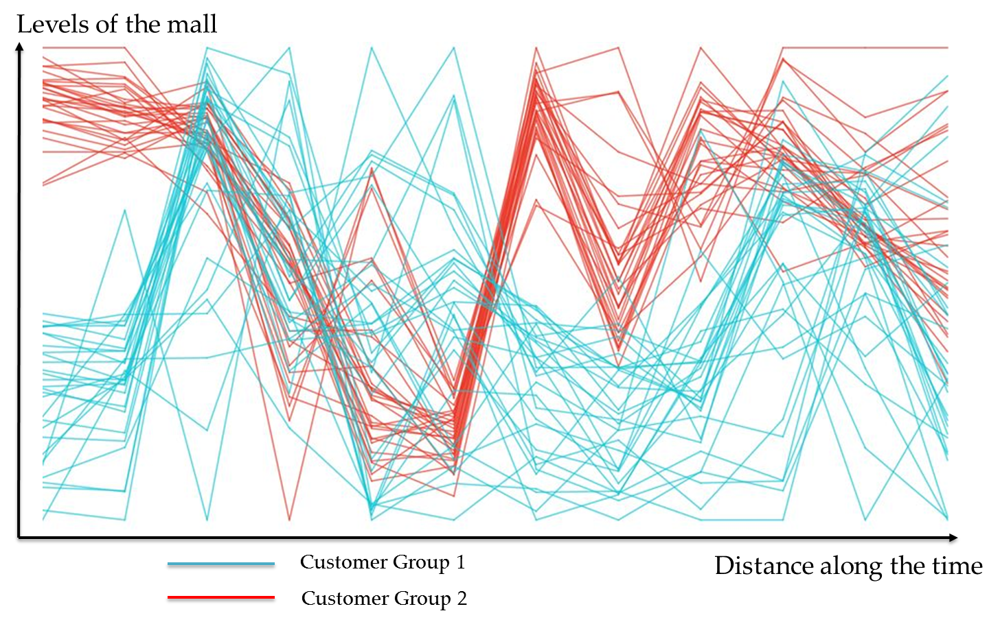 Levels of the mall
Distance along the time
Customer Group 1
Customer Group 2